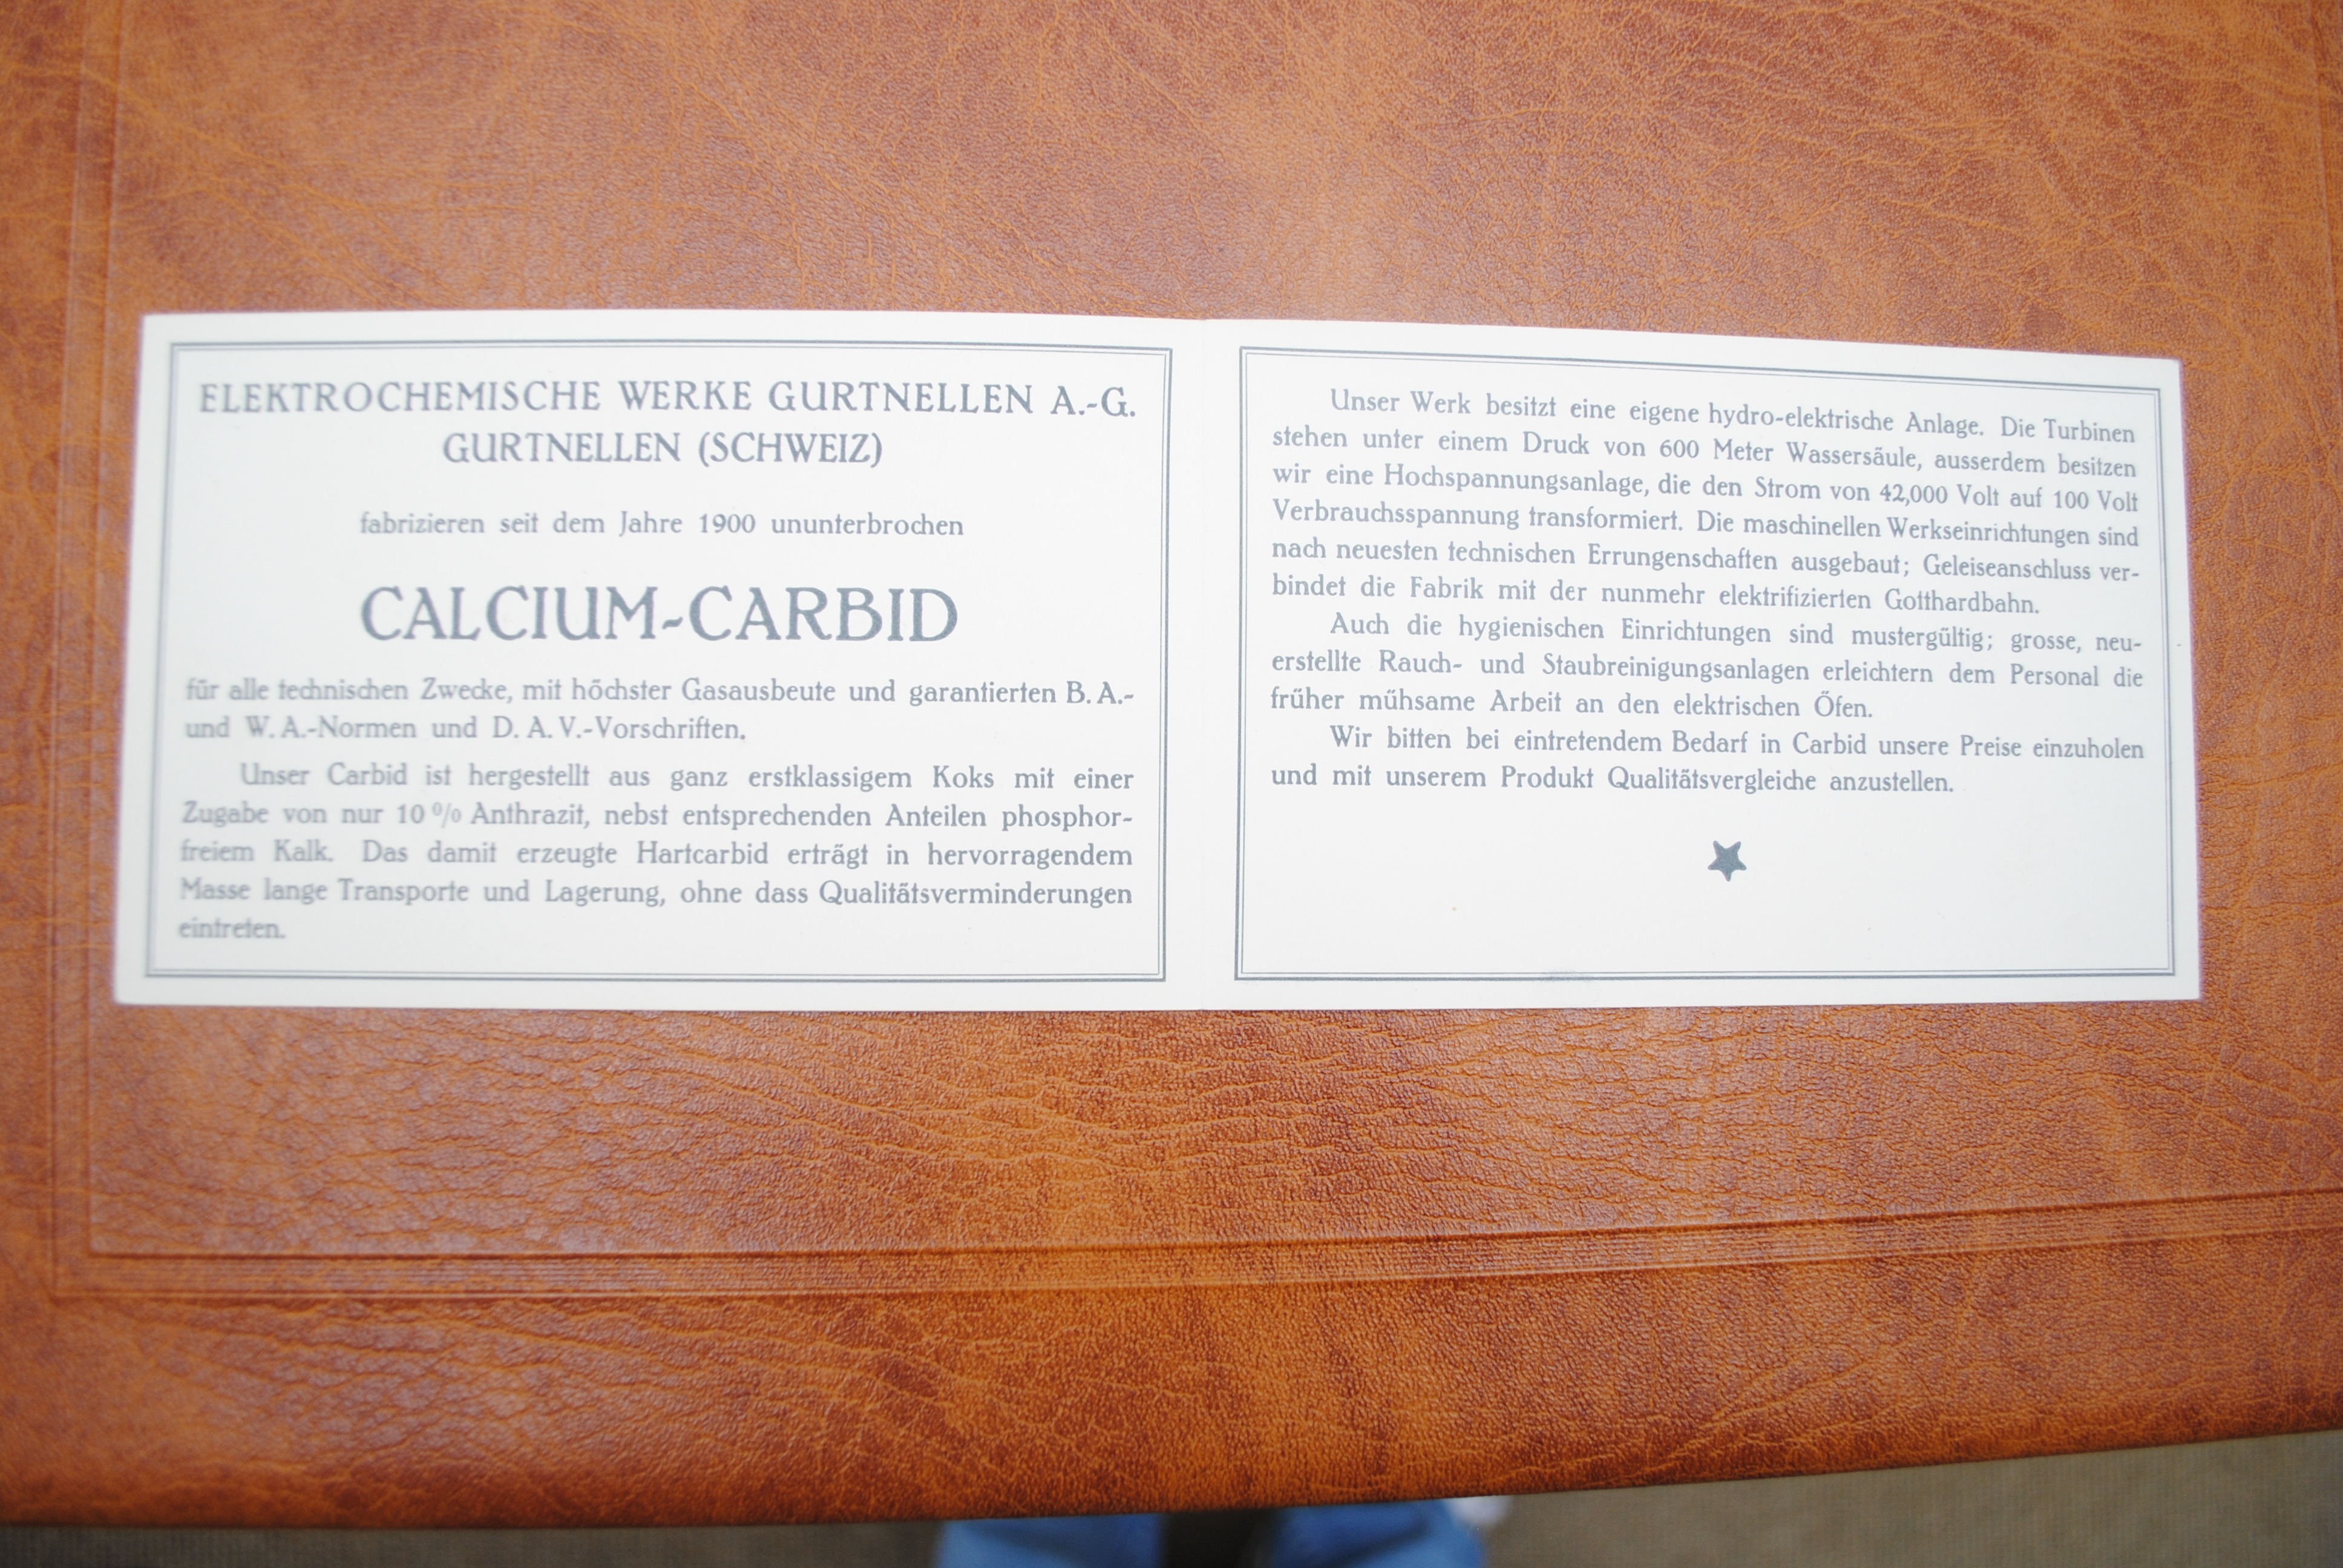 ELEKTROCHEMISCHE WERKE GURTNELLEN A.-G.
GURTNELLEN (SCHWEIZ)
fabrizieren seit dem Jahre 1900 ununterbrochen
CALCIUM-CARBID
für alle technischen Zwecke, mit höchster Gasausbeute und garantierten B. A.-
und W. A.-Normen und D. A. V.-Vorschriften.
Unser Carbid ist hergestellt aus ganz erstklassigem Koks mit einer
Zugabe von nur 10 % Anthrazit, nebst entsprechenden Anteilen phosphor-
freiem Kalk. Das damit erzeugte Hartcarbid erträgt in hervorragendem
Masse lange Transporte und Lagerung, ohne dass Qualitätsverminderungen
eintreten.
Unser Werk besitzt eine eigene hydro-elektrische Anlage. Die Turbinen
stehen unter einem Druck von 600 Meter Wassersäule, ausserdem besitzen
wir eine Hochspannungsanlage, die den Strom von 42,000 Volt auf 100 Volt
Verbrauchsspannung transformiert. Die maschinellen Werkseinrichtungen sind
nach neuesten technischen Errungenschaften ausgebaut; Geleiseanschluss ver-
bindet die Fabrik mit der nunmehr elektrifizierten Gotthardbahn.
Auch die hygienischen Einrichtungen sind mustergültig; grosse, neu-
erstellte Rauch- und Staubreinigungsanlagen erleichtern dem Personal die
früher mühsame Arbeit an den elektrischen Öfen.
Wir bitten bei eintretendem Bedarf in Carbid unsere Preise einzuholen
und mit unserem Produkt Qualitätsvergleiche anzustellen.